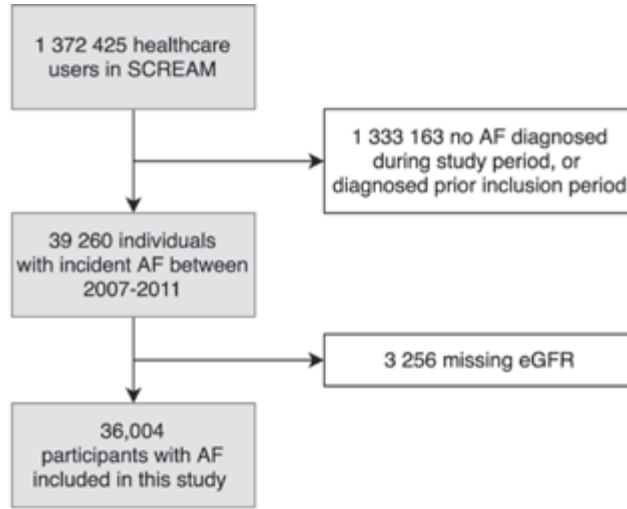 1 372 425 healthcare
users in SCREAM
1 333 163 no AF diagnosed
during study period, or
diagnosed prior inclusion period
39 260 individuals
with incident AF between
2007-2011
3 256 missing eGFR
36,004
participants with AF
included in this study